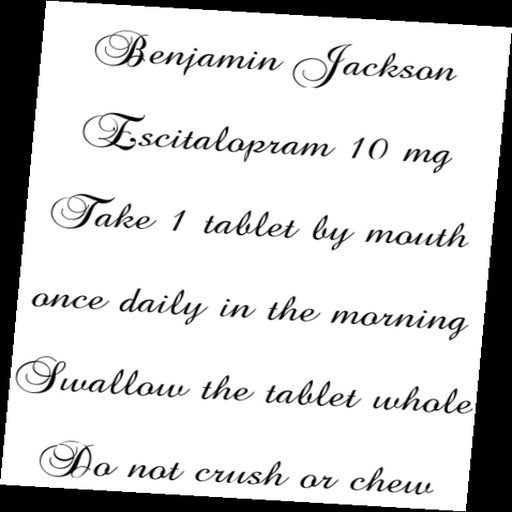 Benjamin Jackson
Escitalopram 10 mg
Take 1 tablet by mouth
once daily in the morning
Swallow the tablet whole
Do not crush or chew